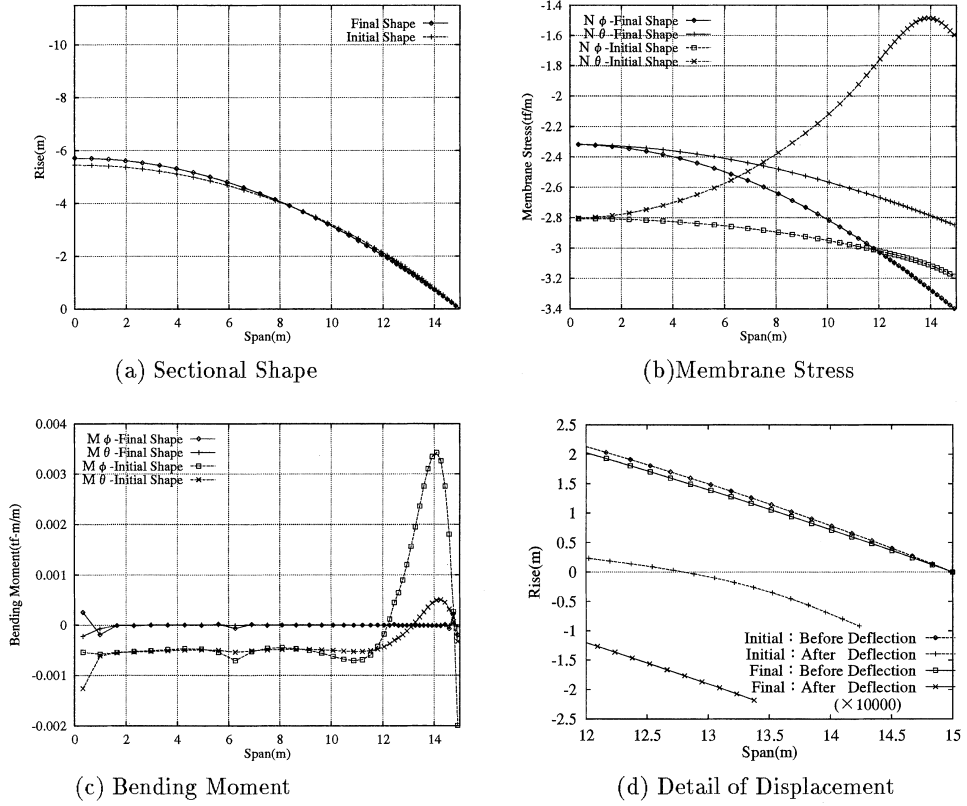 Final Shape
Initial Shape
-10
-8
-6
-4
-2
0
Rise(m)
0 2 4 6 8 10 12 14
Span(m)
(a) Sectional Shape
N φ -Final Shape
N θ -Final Shape
N φ -Initial Shape
N θ -Initial Shape
-1.4
-1.6
-1.8
-2
-2.2
-2.4
-2.6
-2.8
-3
-3.2
-3.4
Membrane Stress(tf/m)
0 2 4 6 8 10 12 14
Span(m)
(b)Membrane Stress
M φ -Final Shape
M θ -Final Shape
M φ -Initial Shape
M θ -Initial Shape
0.004
0.003
0.002
0.001
0
-0.001
-0.002
Bending Moment(tf-m/m)
0 2 4 6 8 10 12 14
Span(m)
(c) Bending Moment
2.5
2
1.5
1
0.5
0
-0.5
-1
-1.5
-2
-2.5
Rise(m)
Initial : Before Deflection
Initial : After Deflection
Final : Before Deflection
Final : After Deflection
(×10000)
12 12.5 13 13.5 14 14.5 15
Span(m)
(d) Detail of Displacement